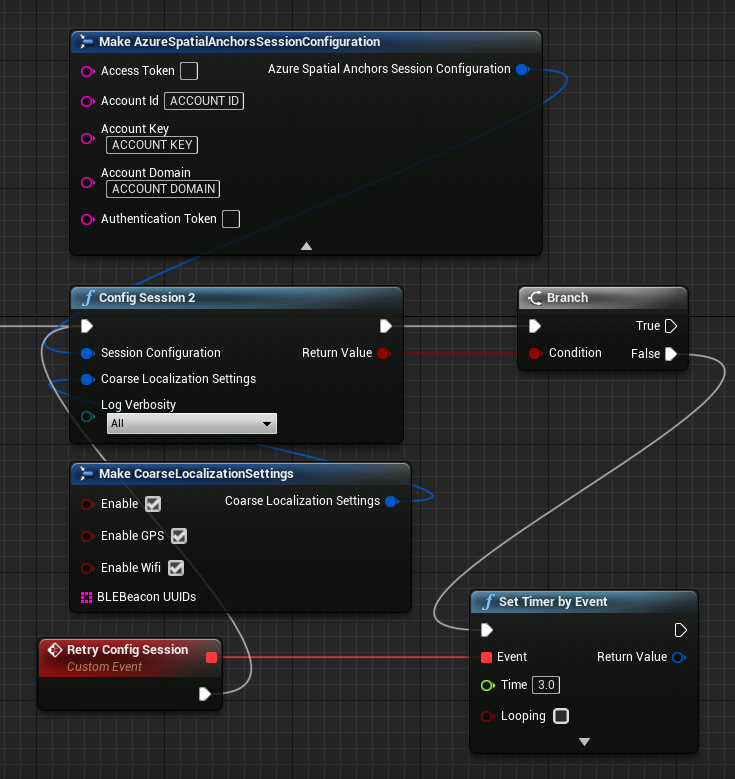 Make AzureSpatialAnchorsSessionConfiguration
Access Token
Azure Spatial Anchors Session Configuration
Account Id ACCOUNT ID
Account Key
ACCOUNT KEY
Account Domain
ACCOUNT DOMAIN
Authentication Token
f Config Session 2
Session Configuration
Return Value
Coarse Localization Settings
Log Verbosity
All
Branch
True
Condition
False
Make CoarseLocalizationSettings
Enable
Coarse Localization Settings
Enable GPS
Enable Wifi
BLEBeacon UUIDs
Retry Config Session
Custom Event
f Set Timer by Event
Event
Return Value
Time 3.0
Looping